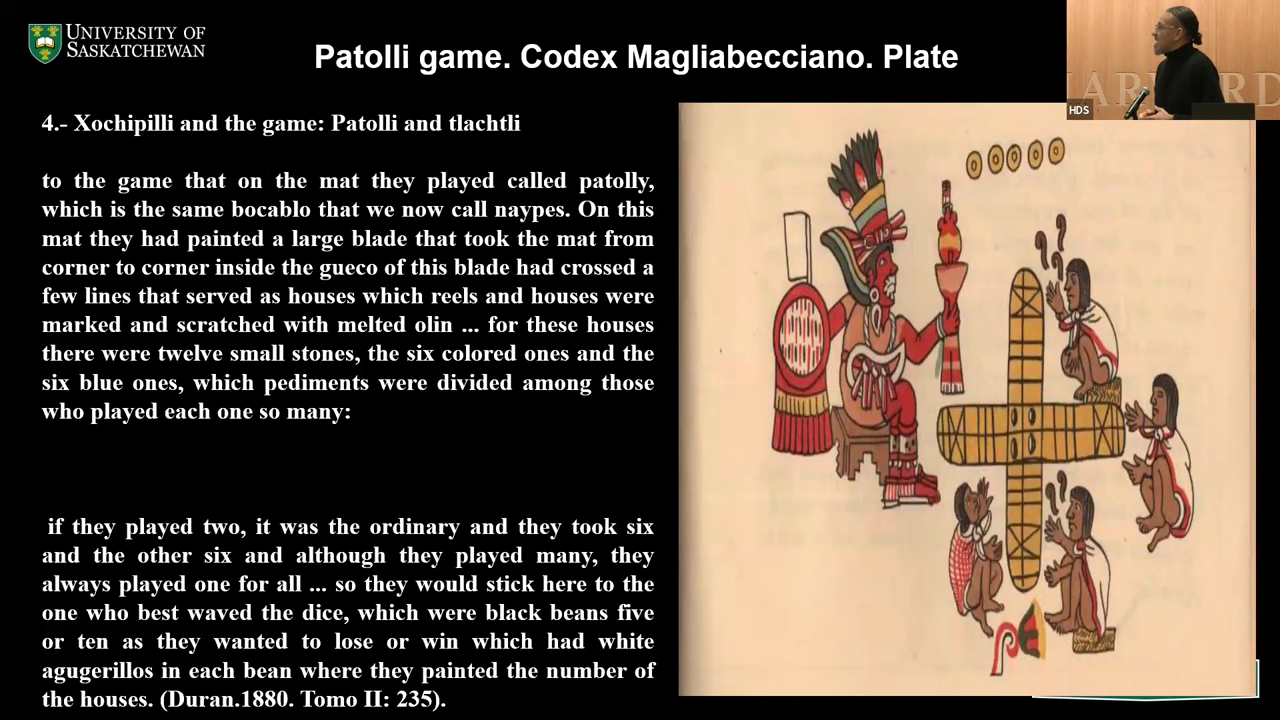 UNIVERSITY OF
SASKATCHEWAN
Patolli game. Codex Magliabecciano. Plate
HARVARD
HDS
4.- Xochipilli and the game: Patolli and tlachtli
to the game that on the mat they played called patolly,
which is the same bocablo that we now call naypes. On this
mat they had painted a large blade that took the mat from
corner to corner inside the gueco of this blade had crossed a
few lines that served as houses which reels and houses were
marked and scratched with melted olin ... for these houses
there were twelve small stones, the six colored ones and the
six blue ones, which pediments were divided among those
who played each one so many:
if they played two, it was the ordinary and they took six
and the other six and although they played many, they
always played one for all ... so they would stick here to the
one who best waved the dice, which were black beans five
or ten as they wanted to lose or win which had white
agugerillos in each bean where they painted the number of
the houses. (Duran.1880. Tomo II: 235).